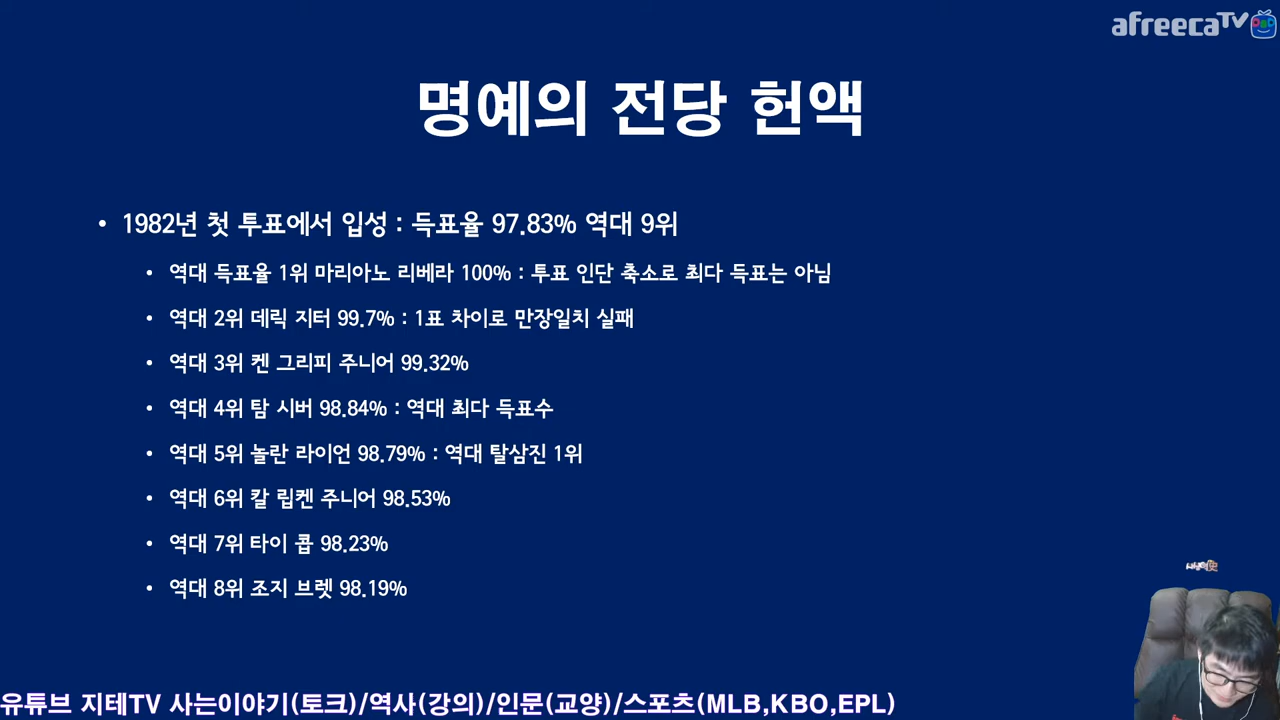 afreecaTV
명예의 전당 헌액
• 1982년 첫 투표에서 입성 : 득표율 97.83% 역대 9위
• 역대 득표율 1위 마리아노 리베라 100% : 투표 인단 축소로 최다 득표는 아님
• 역대 2위 데릭 지터 99.7% : 1표 차이로 만장일치 실패
• 역대 3위 켄 그리피 주니어 99.32%
• 역대 4위 탐 시버 98.84% : 역대 최다 득표수
• 역대 5위 놀란 라이언 98.79% : 역대 탈삼진 1위
• 역대 6위 칼 립켄 주니어 98.53%
• 역대 7위 타이 콥 98.23%
• 역대 8위 조지 브렛 98.19%
유튜브 지테TV 사는이야기(토크)/역사(강의)/인문(교양)/스포츠(MLB,KBO,EPL)